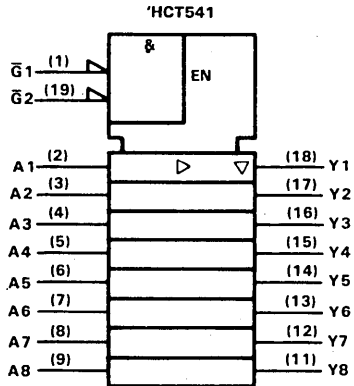 'HCT541
&
G̅1 (1)
EN
G̅2 (19)
A1 (2) (18) Y1
A2 (3) (17) Y2
A3 (4) (16) Y3
A4 (5) (15) Y4
A5 (6) (14) Y5
A6 (7) (13) Y6
A7 (8) (12) Y7
A8 (9) (11) Y8